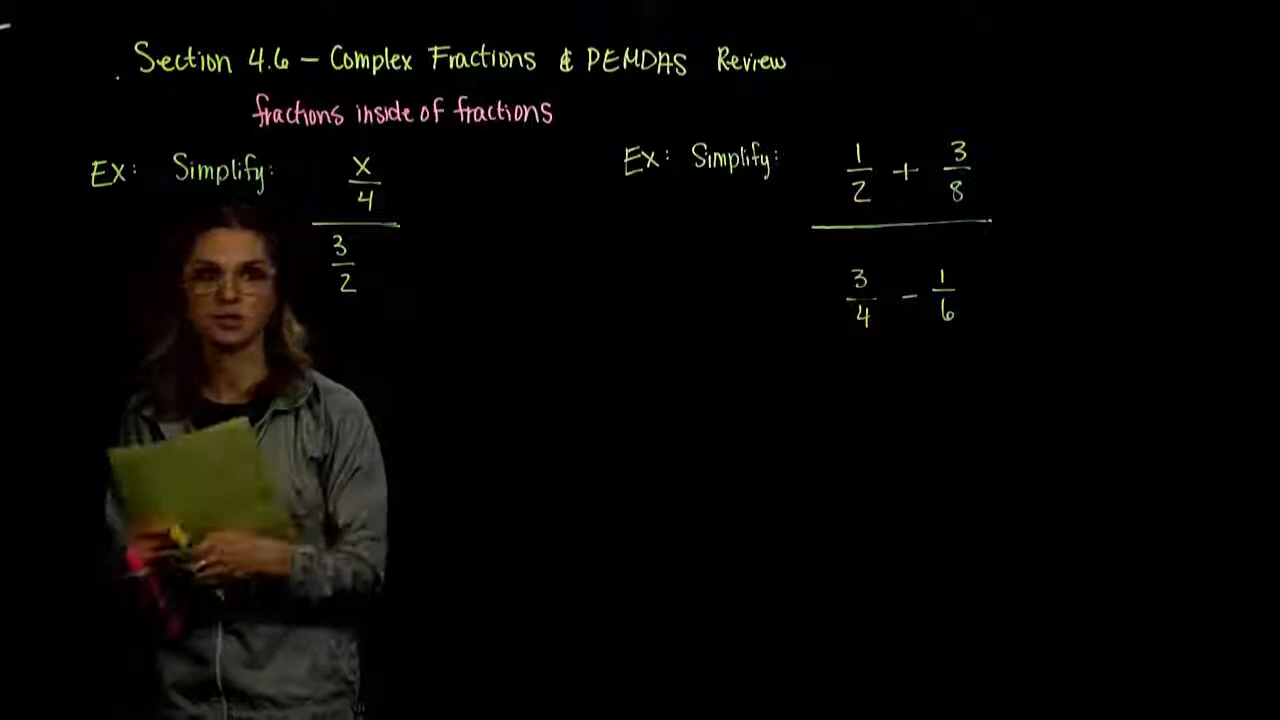 Section 4.6 — Complex Fractions & PEMDAS Review
fractions inside of fractions
Ex: Simplify:
x
4
3
2
Ex: Simplify:
1 + 3
2 8
3 - 1
4 6